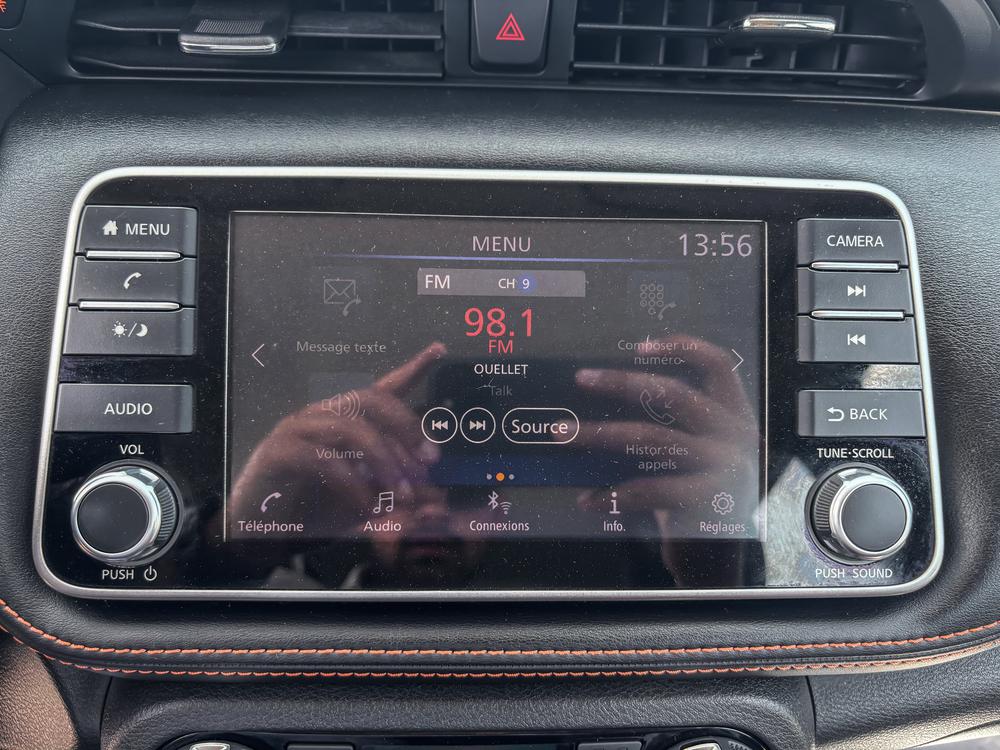 MENU
AUDIO
VOL
PUSH
MENU
13:56
FM
CH 9
98.1
FM
OUELLET
Talk
Source
Message texte
Composer un
numéro
Volume
Histor. des
appels
Téléphone
Audio
Connexions
Info.
Réglages
CAMERA
BACK
TUNE·SCROLL
PUSH SOUND